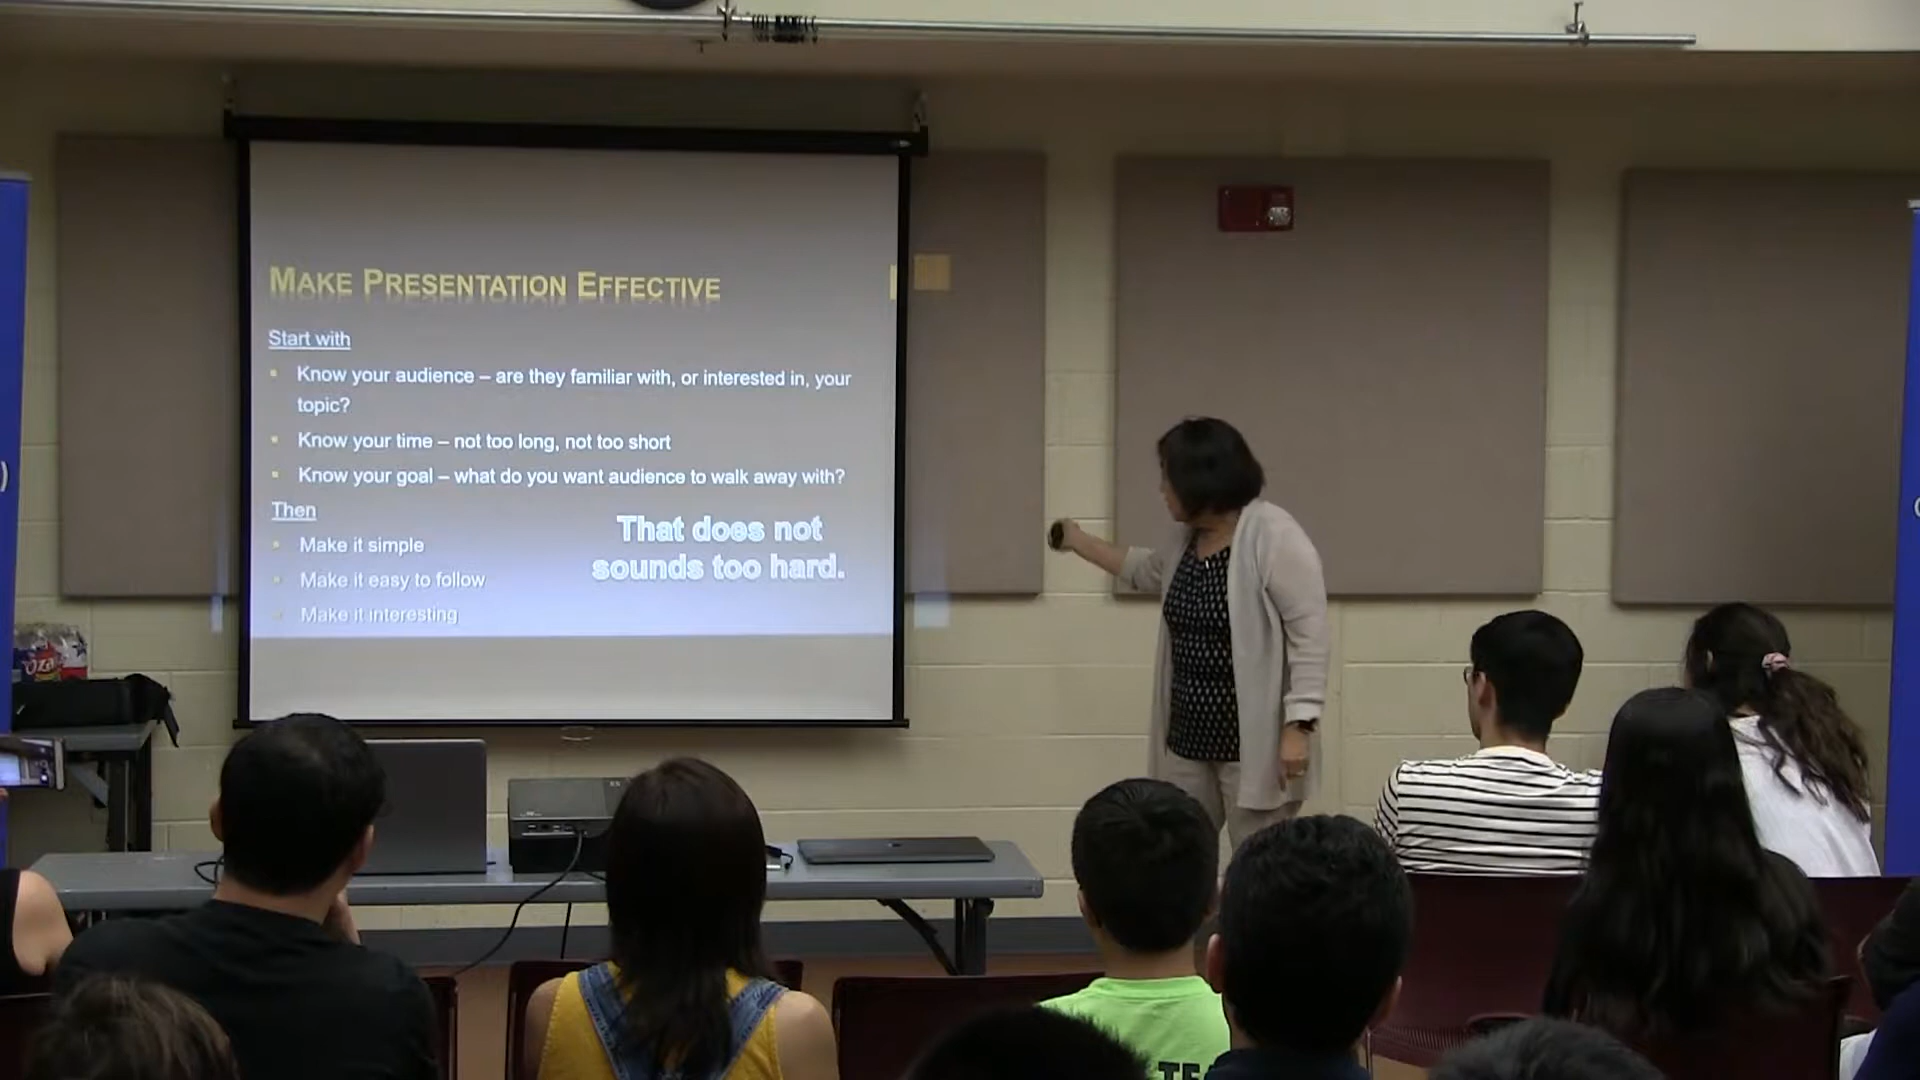 MAKE PRESENTATION EFFECTIVE
Start with
Know your audience – are they familiar with, or interested in, your
topic?
Know your time – not too long, not too short
Know your goal – what do you want audience to walk away with?
Then
Make it simple
Make it easy to follow
Make it interesting
That does not
sounds too hard.
)